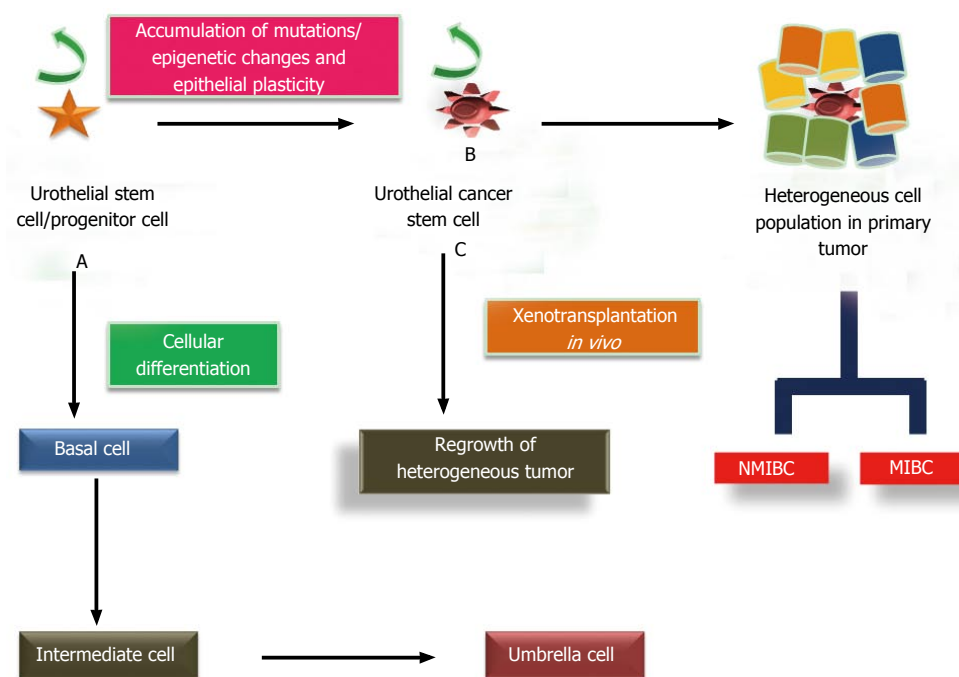 Accumulation of mutations/
epigenetic changes and
epithelial plasticity
B
Urothelial stem
cell/progenitor cell
Urothelial cancer
stem cell
Heterogeneous cell
population in primary
tumor
A
C
Cellular
differentiation
Xenotransplantation
in vivo
Basal cell
Regrowth of
heterogeneous tumor
NMIBC
MIBC
Intermediate cell
Umbrella cell